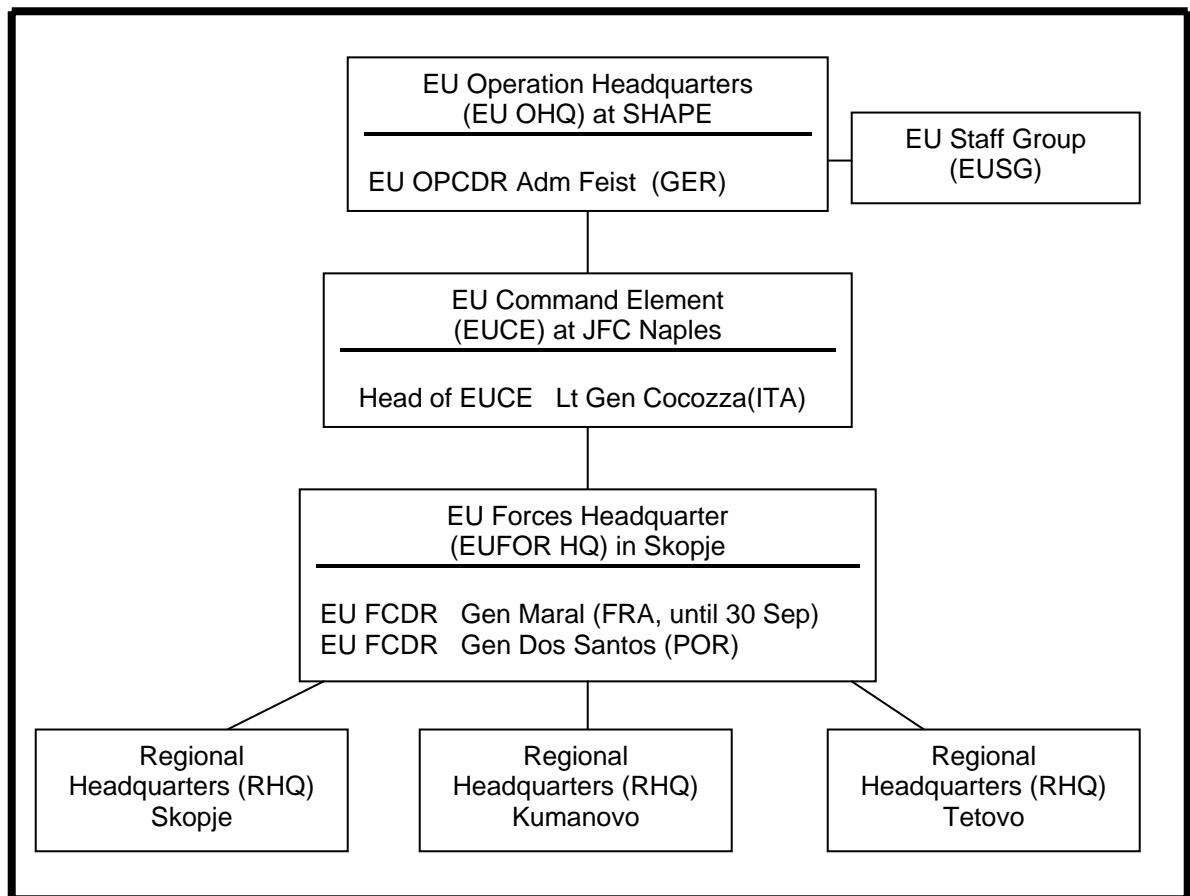 EU Operation Headquarters
(EU OHQ) at SHAPE
EU OPCDR Adm Feist (GER)
EU Staff Group
(EUSG)
EU Command Element
(EUCE) at JFC Naples
Head of EUCE Lt Gen Cocozza(ITA)
EU Forces Headquarter
(EUFOR HQ) in Skopje
EU FCDR Gen Maral (FRA, until 30 Sep)
EU FCDR Gen Dos Santos (POR)
Regional
Headquarters (RHQ)
Skopje
Regional
Headquarters (RHQ)
Kumanovo
Regional
Headquarters (RHQ)
Tetovo